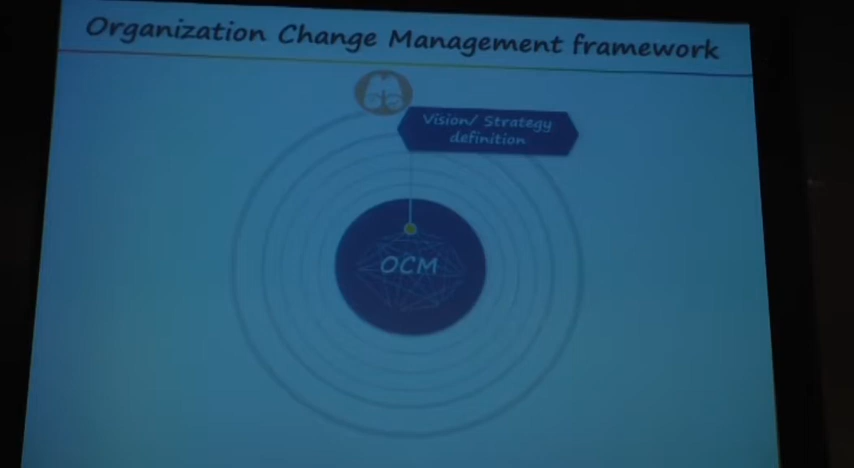 Organization Change Management framework
Vision/ Strategy
definition
OCM